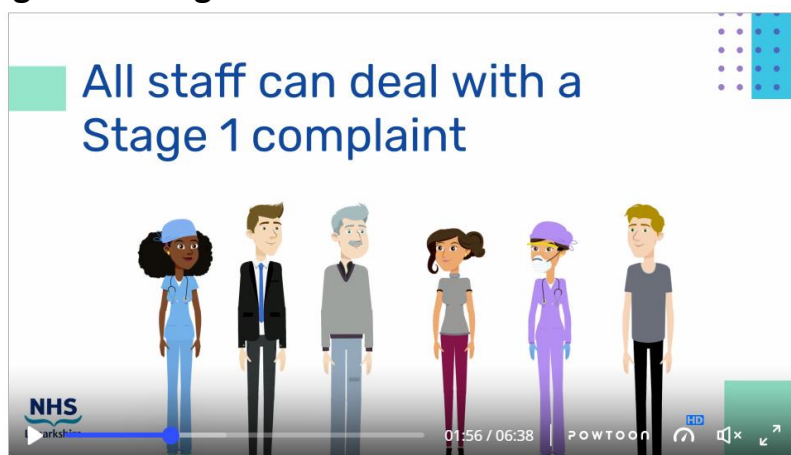 All staff can deal with a
Stage 1 complaint
NHS
01:56 / 06:38
POWTOON
HD